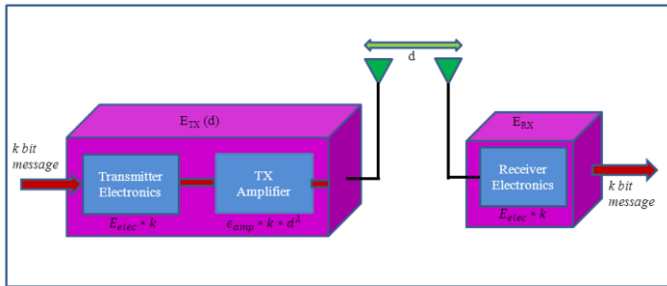 d
E_TX (d)
E_RX
k bit
message
Transmitter
Electronics
TX
Amplifier
Receiver
Electronics
k bit
message
E_elec * k
ϵ_amp * k * d^λ
E_elec * k